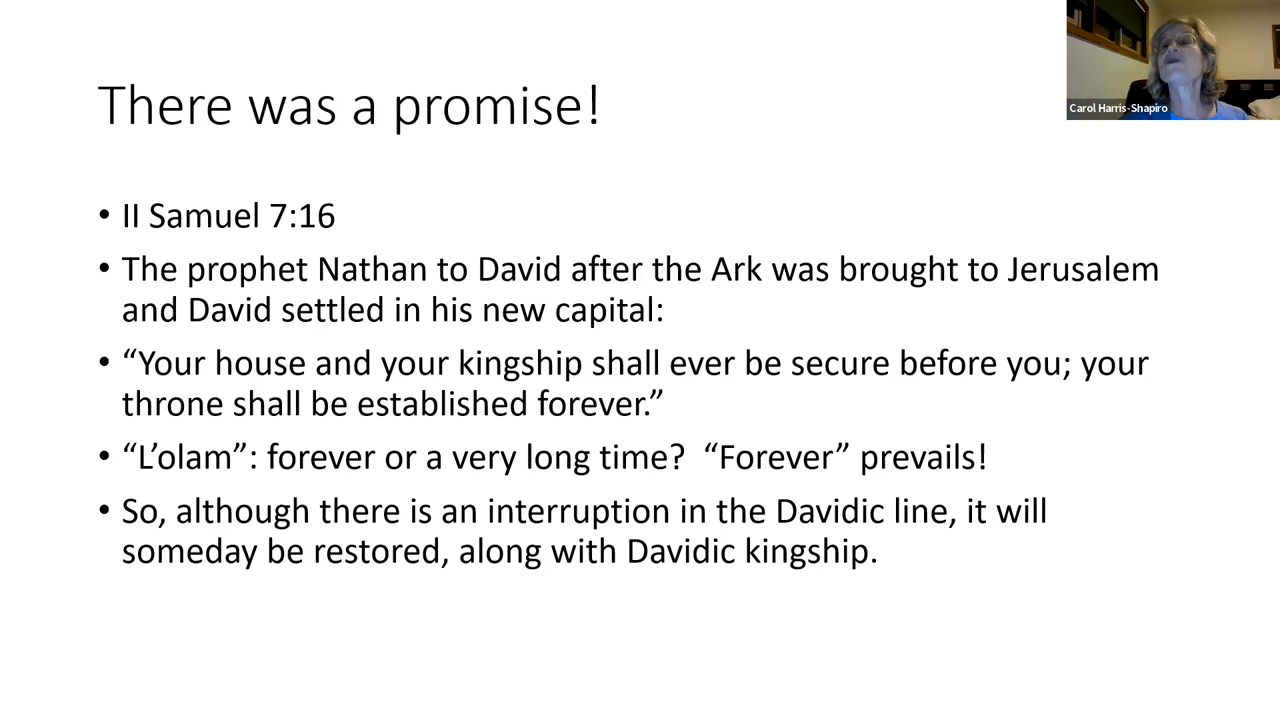 There was a promise!
Carol Harris-Shapiro
• II Samuel 7:16
• The prophet Nathan to David after the Ark was brought to Jerusalem
and David settled in his new capital:
• “Your house and your kingship shall ever be secure before you; your
throne shall be established forever.”
• “L’olam”: forever or a very long time?  “Forever” prevails!
• So, although there is an interruption in the Davidic line, it will
someday be restored, along with Davidic kingship.